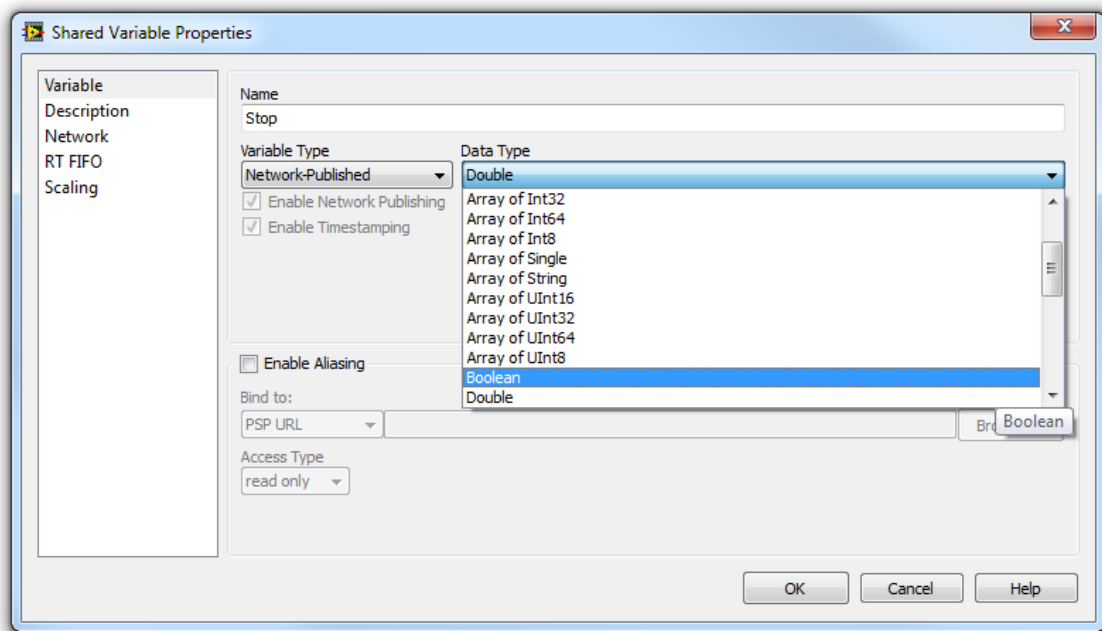 Shared Variable Properties
Variable
Description
Network
RT FIFO
Scaling
Name
Stop
Variable Type
Data Type
Network-Published
Double
Enable Network Publishing
Enable Timestamping
Array of Int32
Array of Int64
Array of Int8
Array of Single
Array of String
Array of UInt16
Array of UInt32
Array of UInt64
Array of UInt8
Boolean
Double
Enable Aliasing
Bind to:
PSP URL
Boolean
Access Type
read only
OK
Cancel
Help